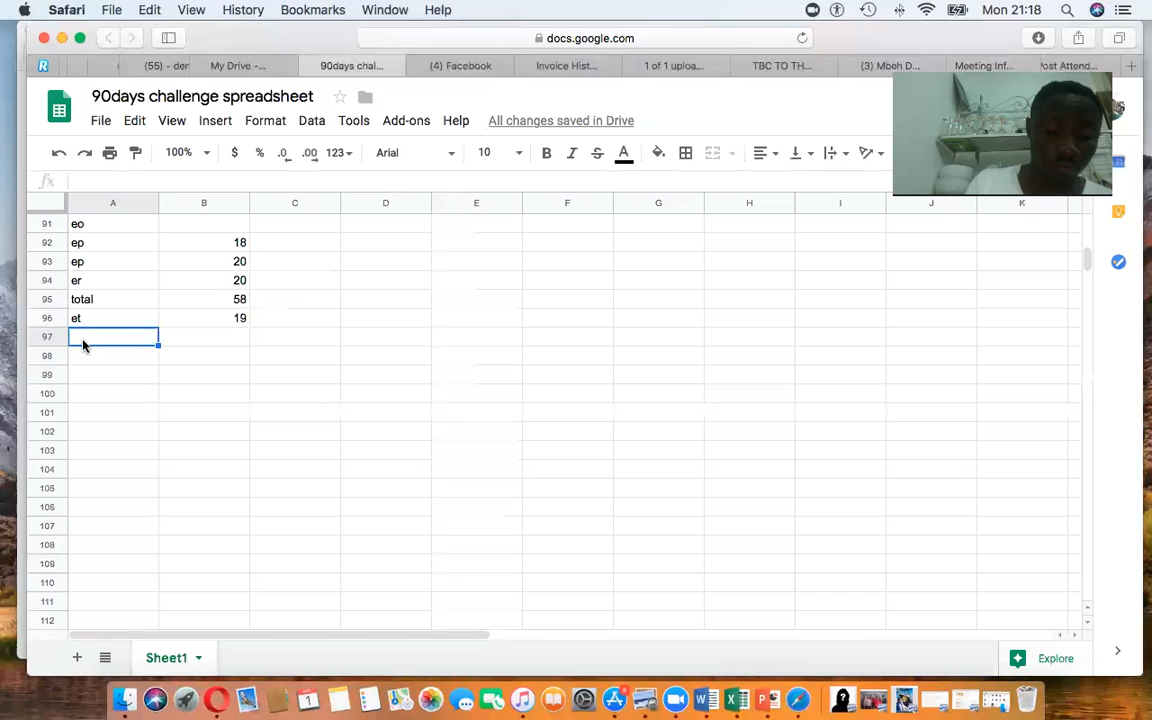 Safari File Edit View History Bookmarks Window Help Mon 21:18
docs.google.com
R (55) - der My Drive -... 90days chal... (4) Facebook Invoice Hist... 1 of 1 uploa... TBC TO TH... (3) Mbeh D... Meeting Inf... Post Attend...
90days challenge spreadsheet
File Edit View Insert Format Data Tools Add-ons Help All changes saved in Drive
100% $ % .0 .00 123 Arial 10 B I S A
fx
A B C D E F G H I J K
91 eo
92 ep 18
93 ep 20
94 er 20
95 total 58
96 et 19
97
98
99
100
101
102
103
104
105
106
107
108
109
110
111
112
Sheet1 Explore